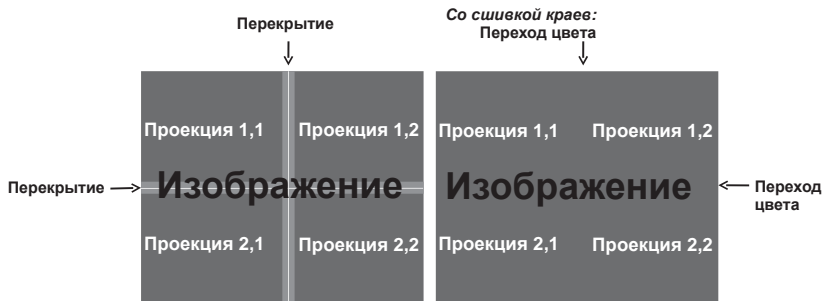 Перекрытие
Со сшивкой краев:
Переход цвета
Проекция 1,1
Проекция 1,2
Перекрытие
Изображение
Проекция 2,1
Проекция 2,2
Проекция 1,1
Проекция 1,2
Изображение
Переход
цвета
Проекция 2,1
Проекция 2,2